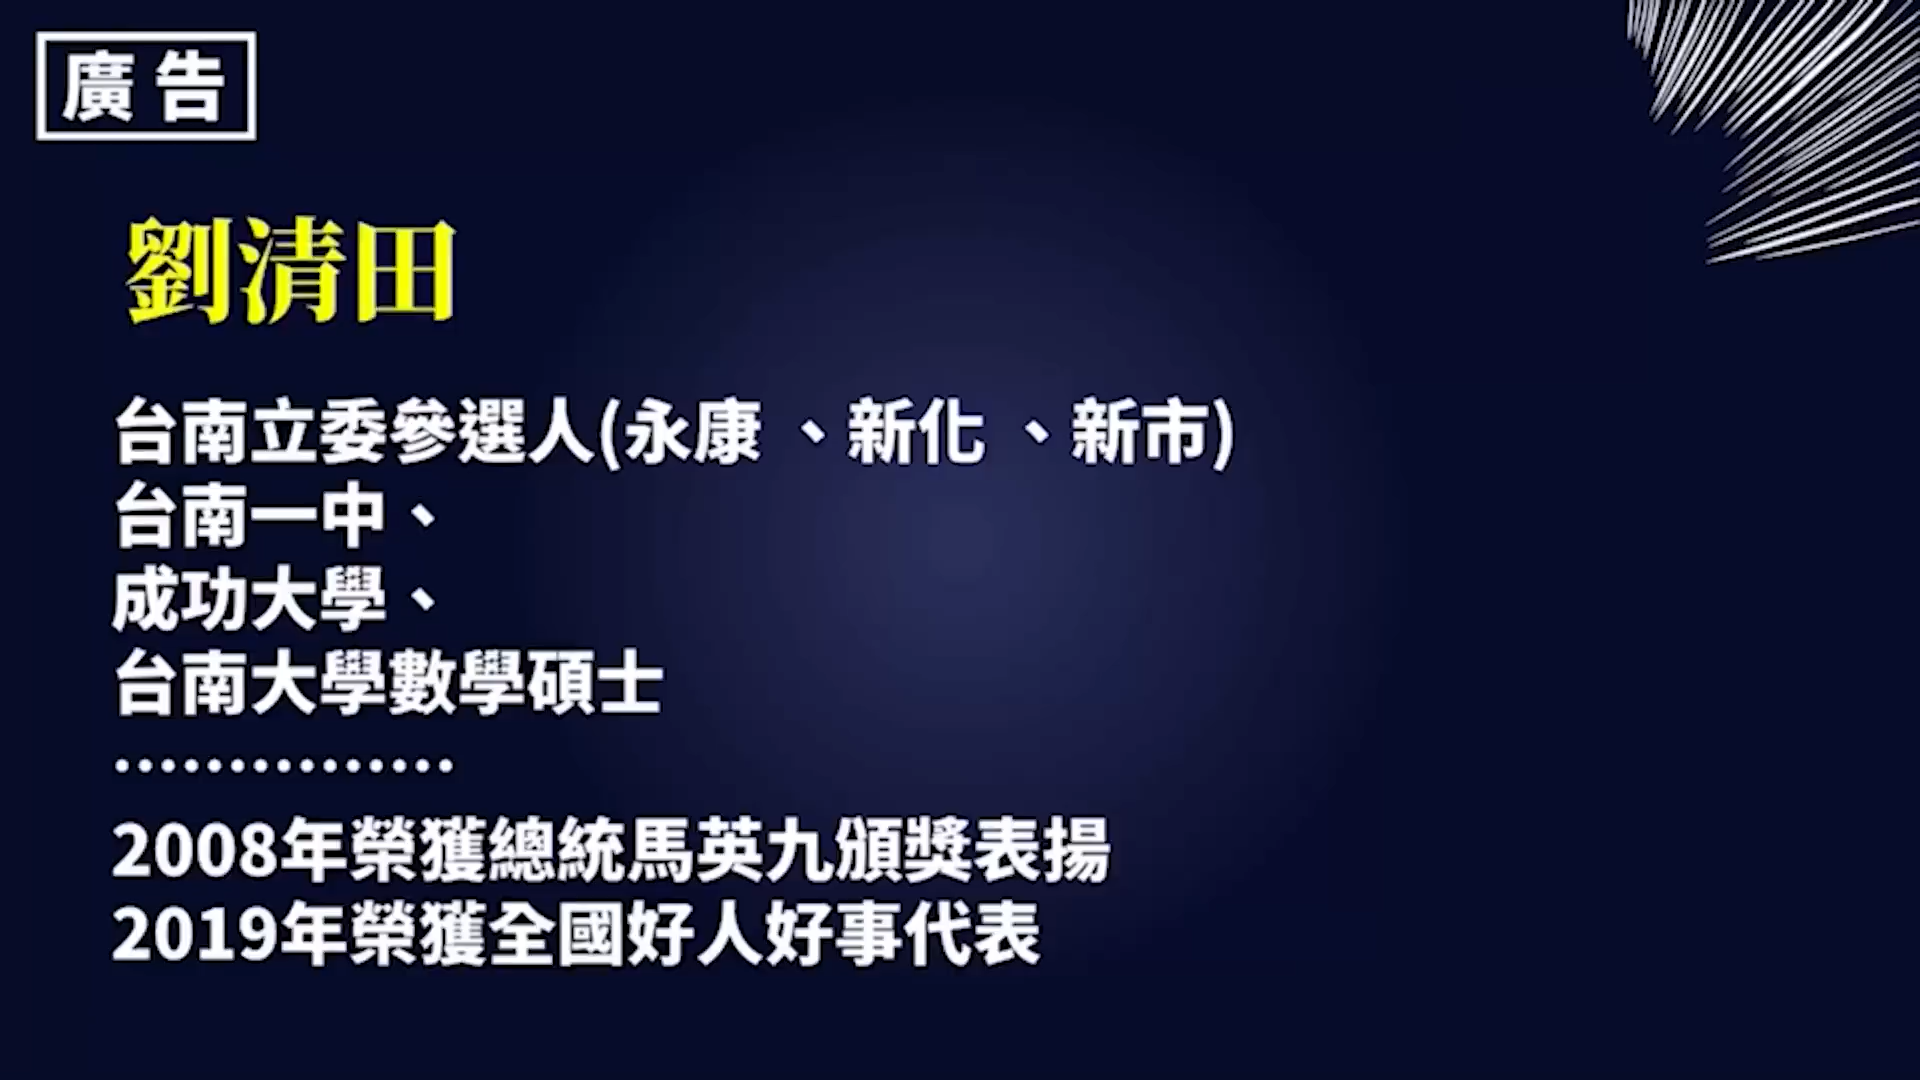 廣告
劉清田
台南立委參選人(永康、新化、新市)
台南一中、
成功大學、
台南大學數學碩士
……………
2008年榮獲總統馬英九頒獎表揚
2019年榮獲全國好人好事代表